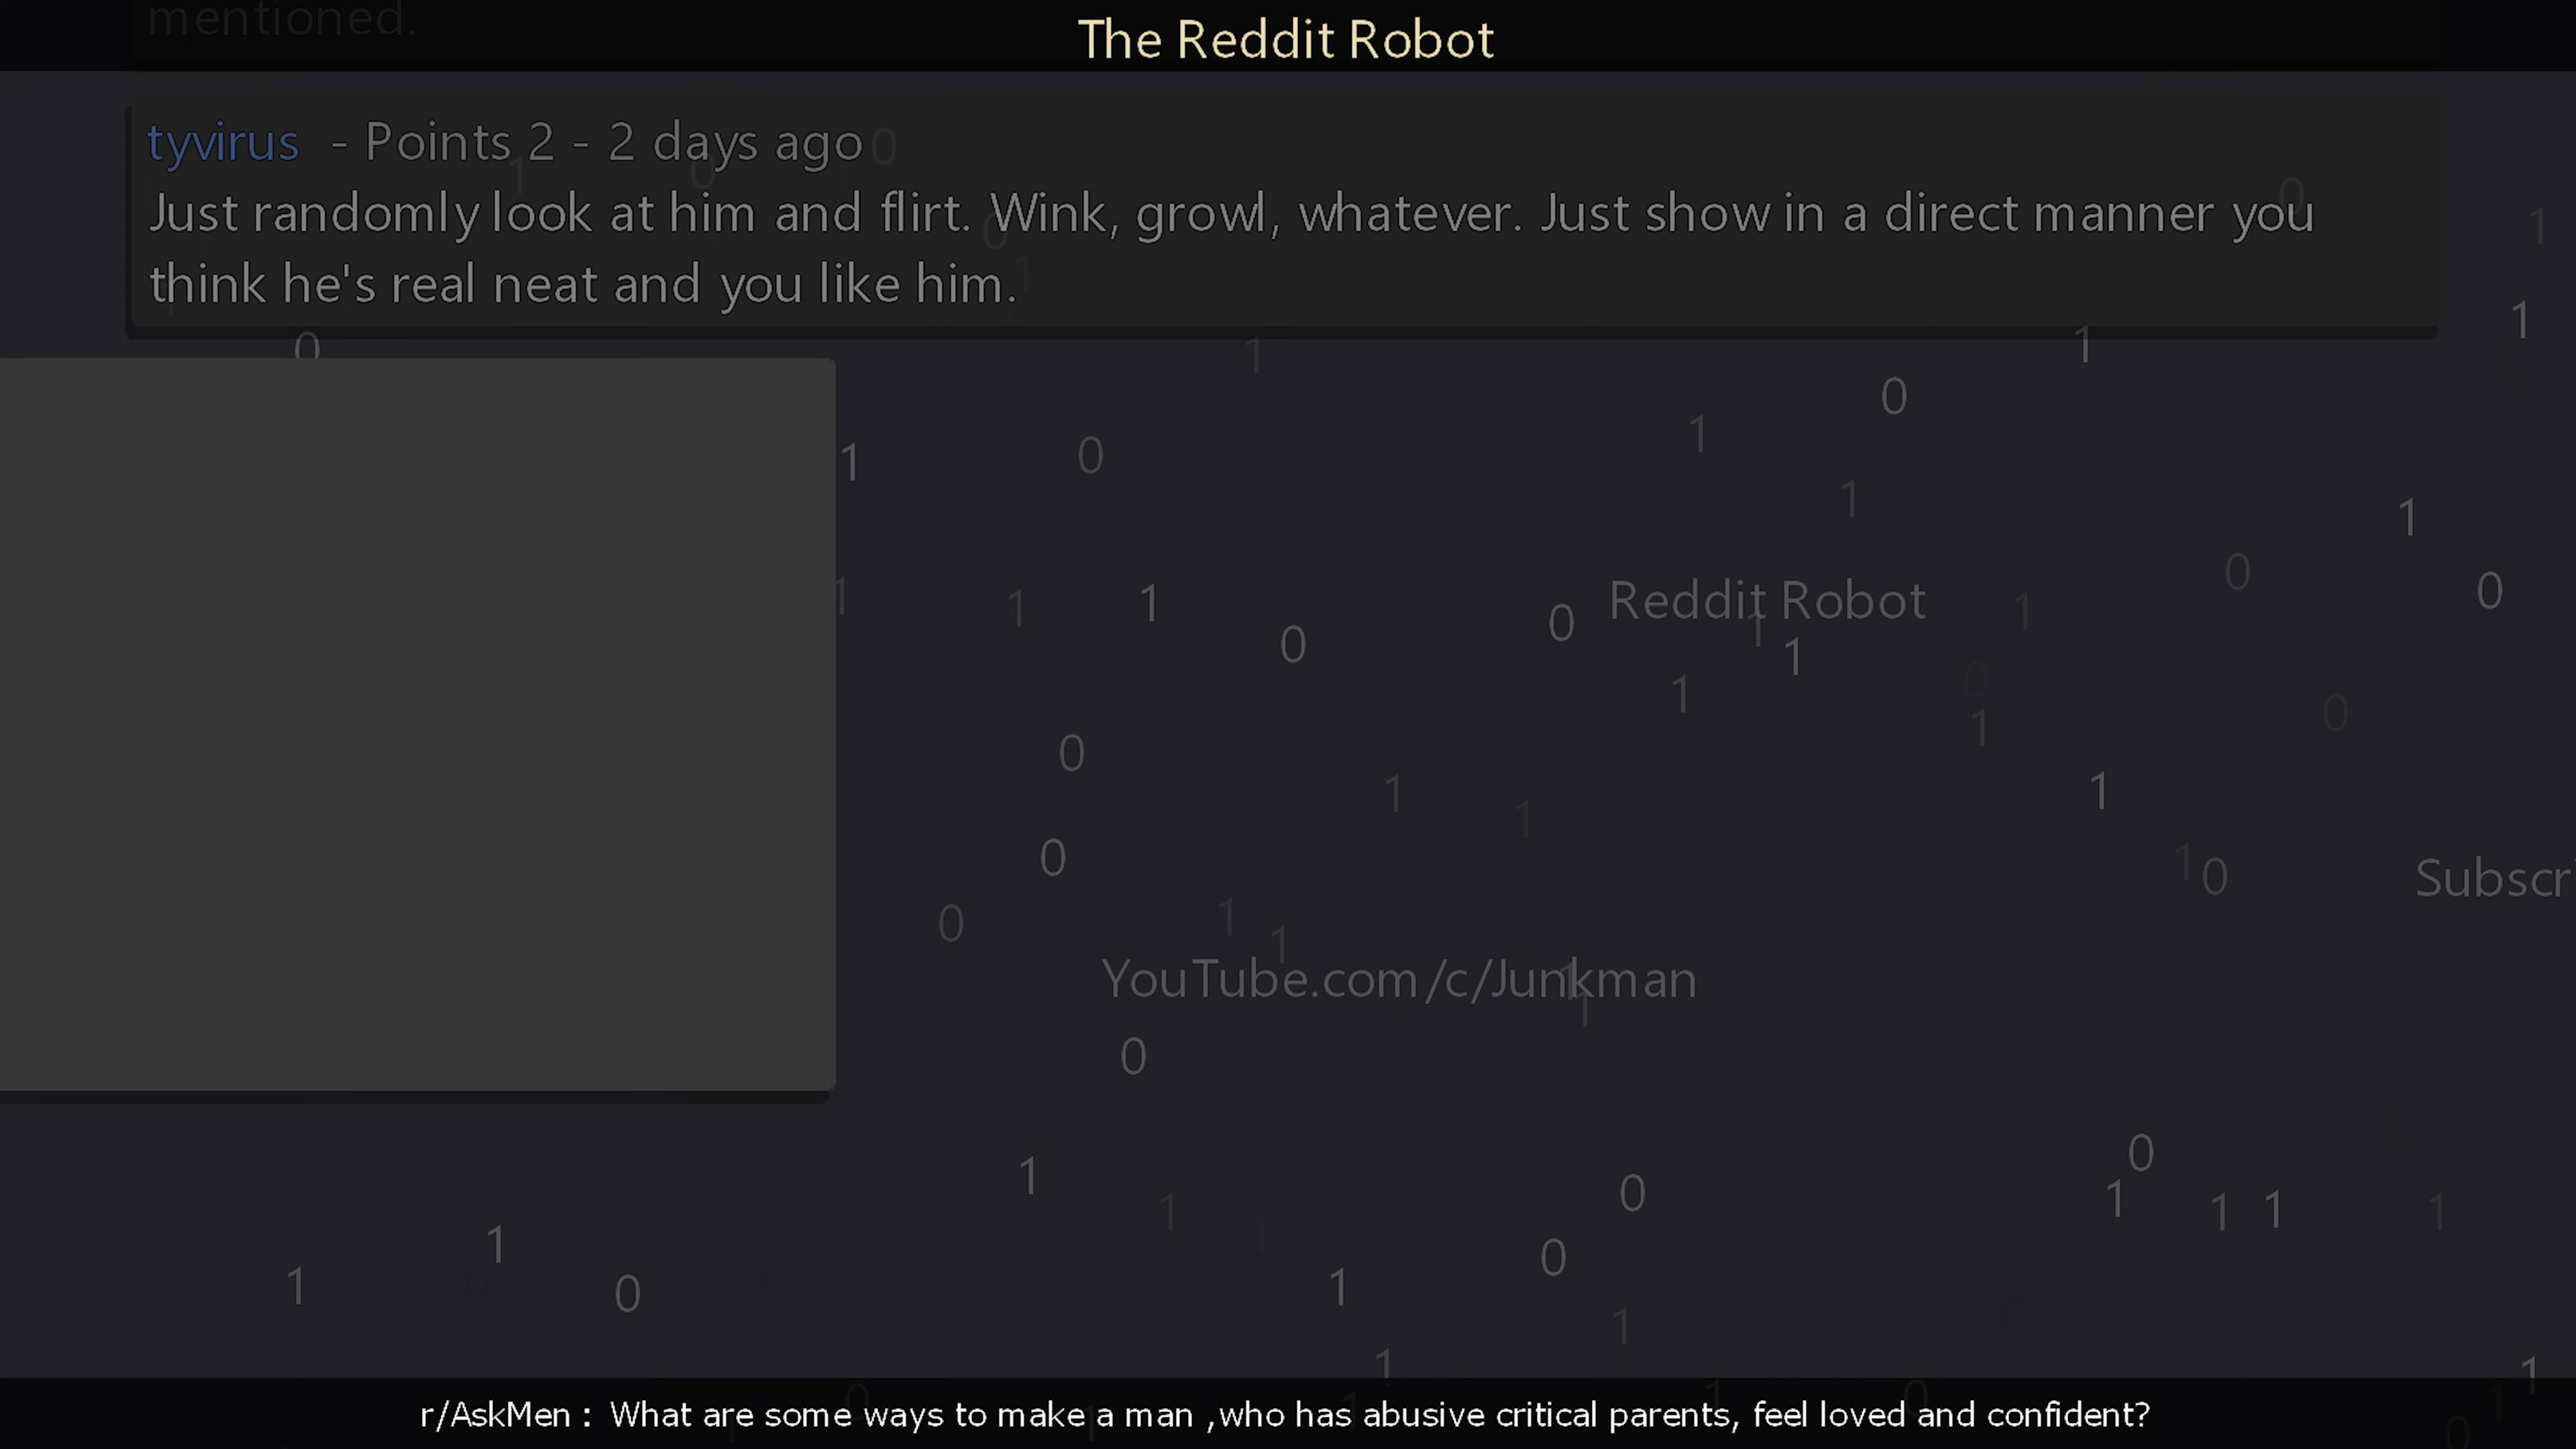 mentioned.
The Reddit Robot
tyvirus - Points 2 - 2 days ago
Just randomly look at him and flirt. Wink, growl, whatever. Just show in a direct manner you
think he's real neat and you like him.
Reddit Robot
Subscr
YouTube.com/c/Junkman
r/AskMen : What are some ways to make a man ,who has abusive critical parents, feel loved and confident?